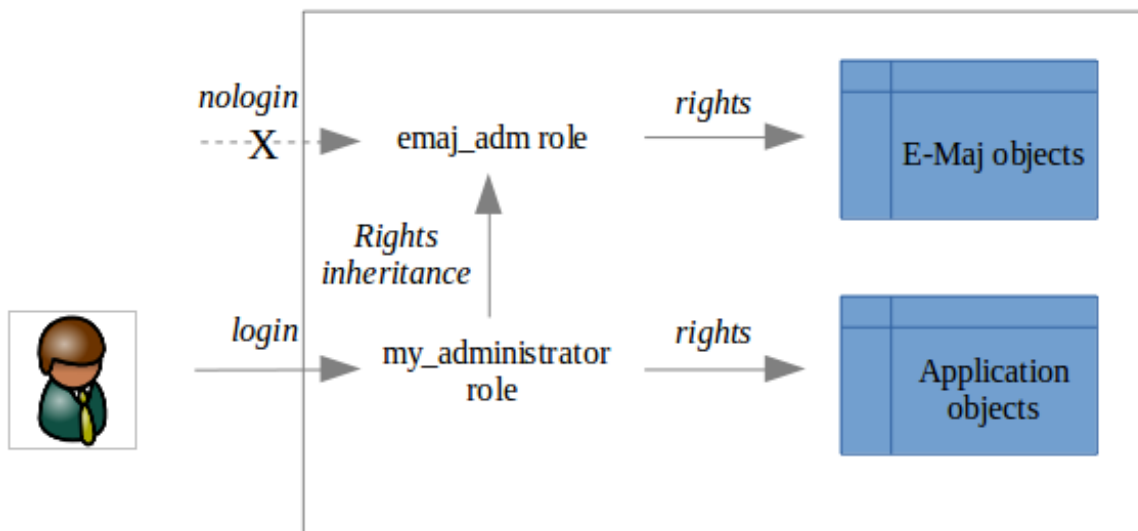 nologin
X
emaj_adm role
rights
E-Maj objects
Rights
inheritance
login
my_administrator
role
rights
Application
objects